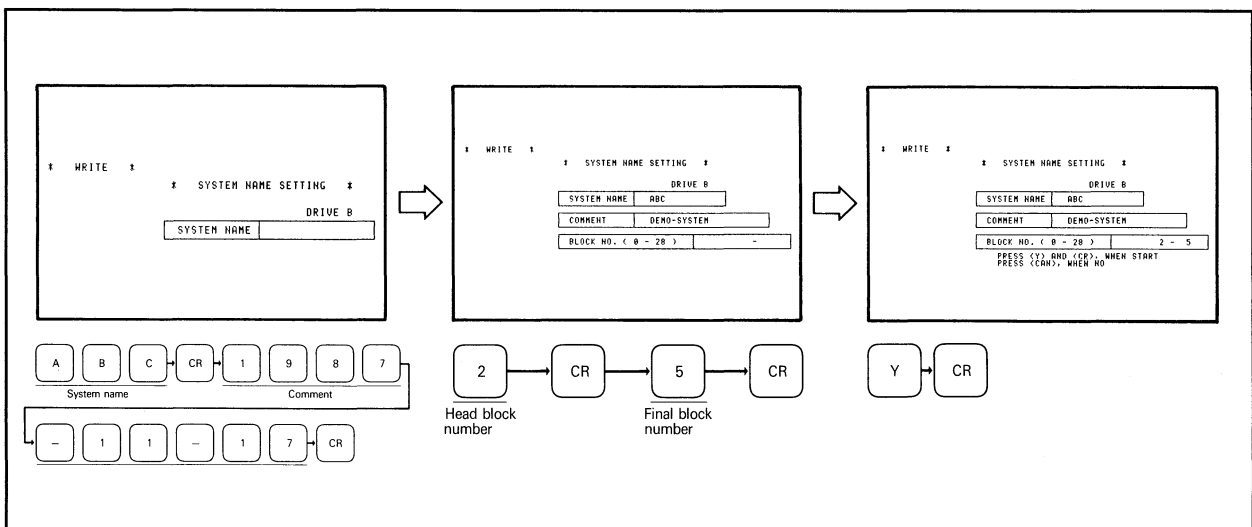 * WRITE *
* SYSTEM NAME SETTING *
DRIVE B
SYSTEM NAME
A B C CR 1 9 8 7
System name Comment
- 1 1 - 1 7 CR
* WRITE *
* SYSTEM NAME SETTING *
DRIVE B
SYSTEM NAME ABC
COMMENT DEMO-SYSTEM
BLOCK NO. ( 0 - 28 ) -
2 CR 5 CR
Head block Final block
number number
* WRITE *
* SYSTEM NAME SETTING *
DRIVE B
SYSTEM NAME ABC
COMMENT DEMO-SYSTEM
BLOCK NO. ( 0 - 28 ) 2 - 5
PRESS (Y) AND (CR), WHEN START
PRESS (CAN), WHEN NO
Y CR